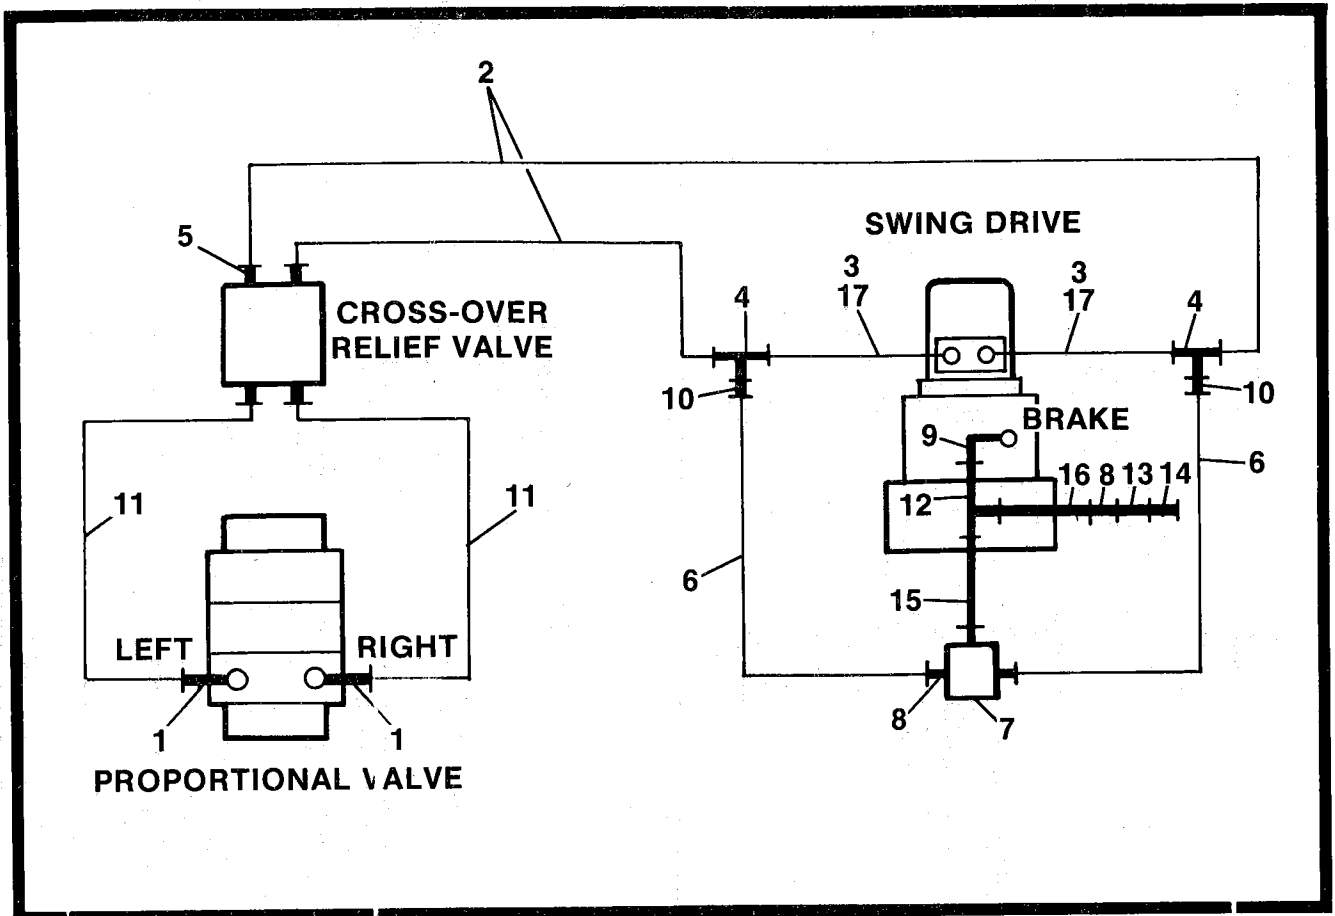 2
SWING DRIVE
5
3
17
3
17
4
4
CROSS-OVER
RELIEF VALVE
10
10
BRAKE
9
6
16 8 13 14
12
11
11
6
15
LEFT
RIGHT
8
7
1
1
PROPORTIONAL VALVE